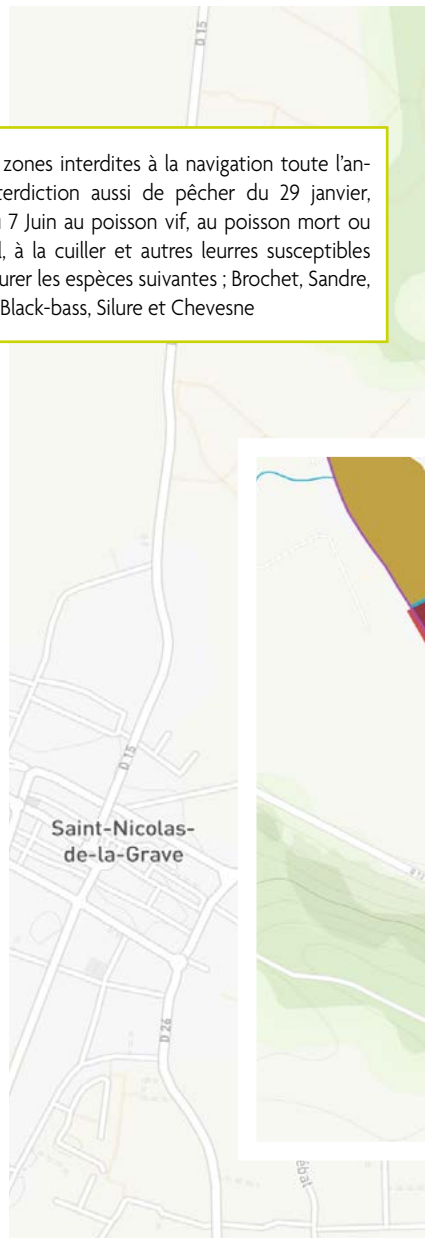 D 15
zones interdites à la navigation toute l'an-
terdiction aussi de pêcher du 29 janvier,
u 7 Juin au poisson vif, au poisson mort ou
l, à la cuiller et autres leurres susceptibles
urer les espèces suivantes ; Brochet, Sandre,
Black-bass, Silure et Chevesne
D 15
Saint-Nicolas-
de-la-Grave
D 26
ébat